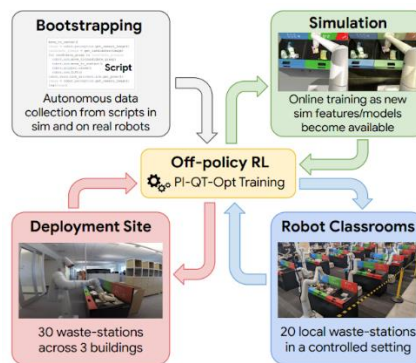 Bootstrapping
Script
Autonomous data
collection from scripts in
sim and on real robots
Simulation
Online training as new
sim features/models
become available
Off-policy RL
PI-QT-Opt Training
Deployment Site
30 waste-stations
across 3 buildings
Robot Classrooms
20 local waste-stations
in a controlled setting